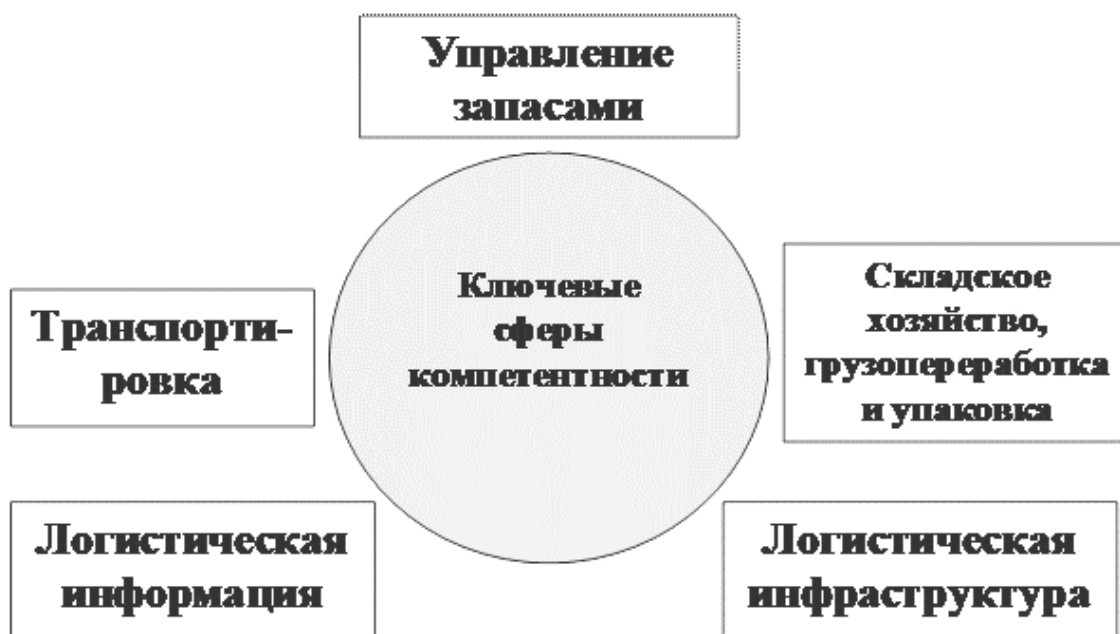 Управление
запасами
Ключевые
сферы
компетентности
Транспорти-
ровка
Складское
хозяйство,
грузопереработка
и упаковка
Логистическая
информация
Логистическая
инфраструктура